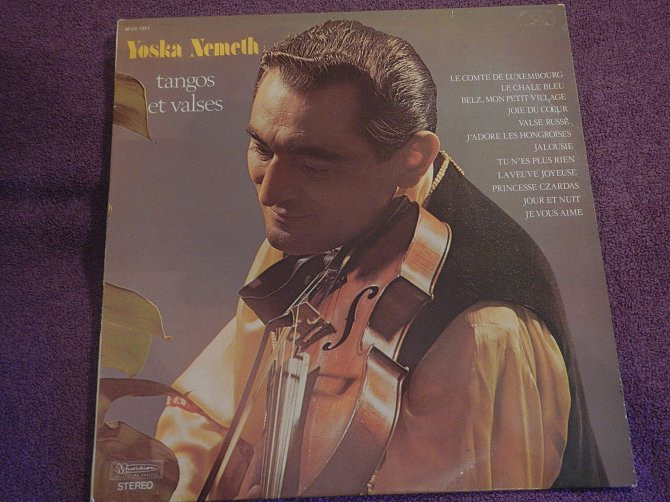 Yoska Nemeth
tangos
et valses
LE COMTE DE LUXEMBOURG
LE CHALE BLEU
BELZ, MON PETIT VILLAGE
JOIE DU CŒUR
VALSE RUSSE
J'ADORE LES HONGROISES
JALOUSIE
TU N'ES PLUS RIEN
LA VEUVE JOYEUSE
PRINCESSE CZARDAS
JOUR ET NUIT
JE VOUS AIME
Musidisc
STEREO